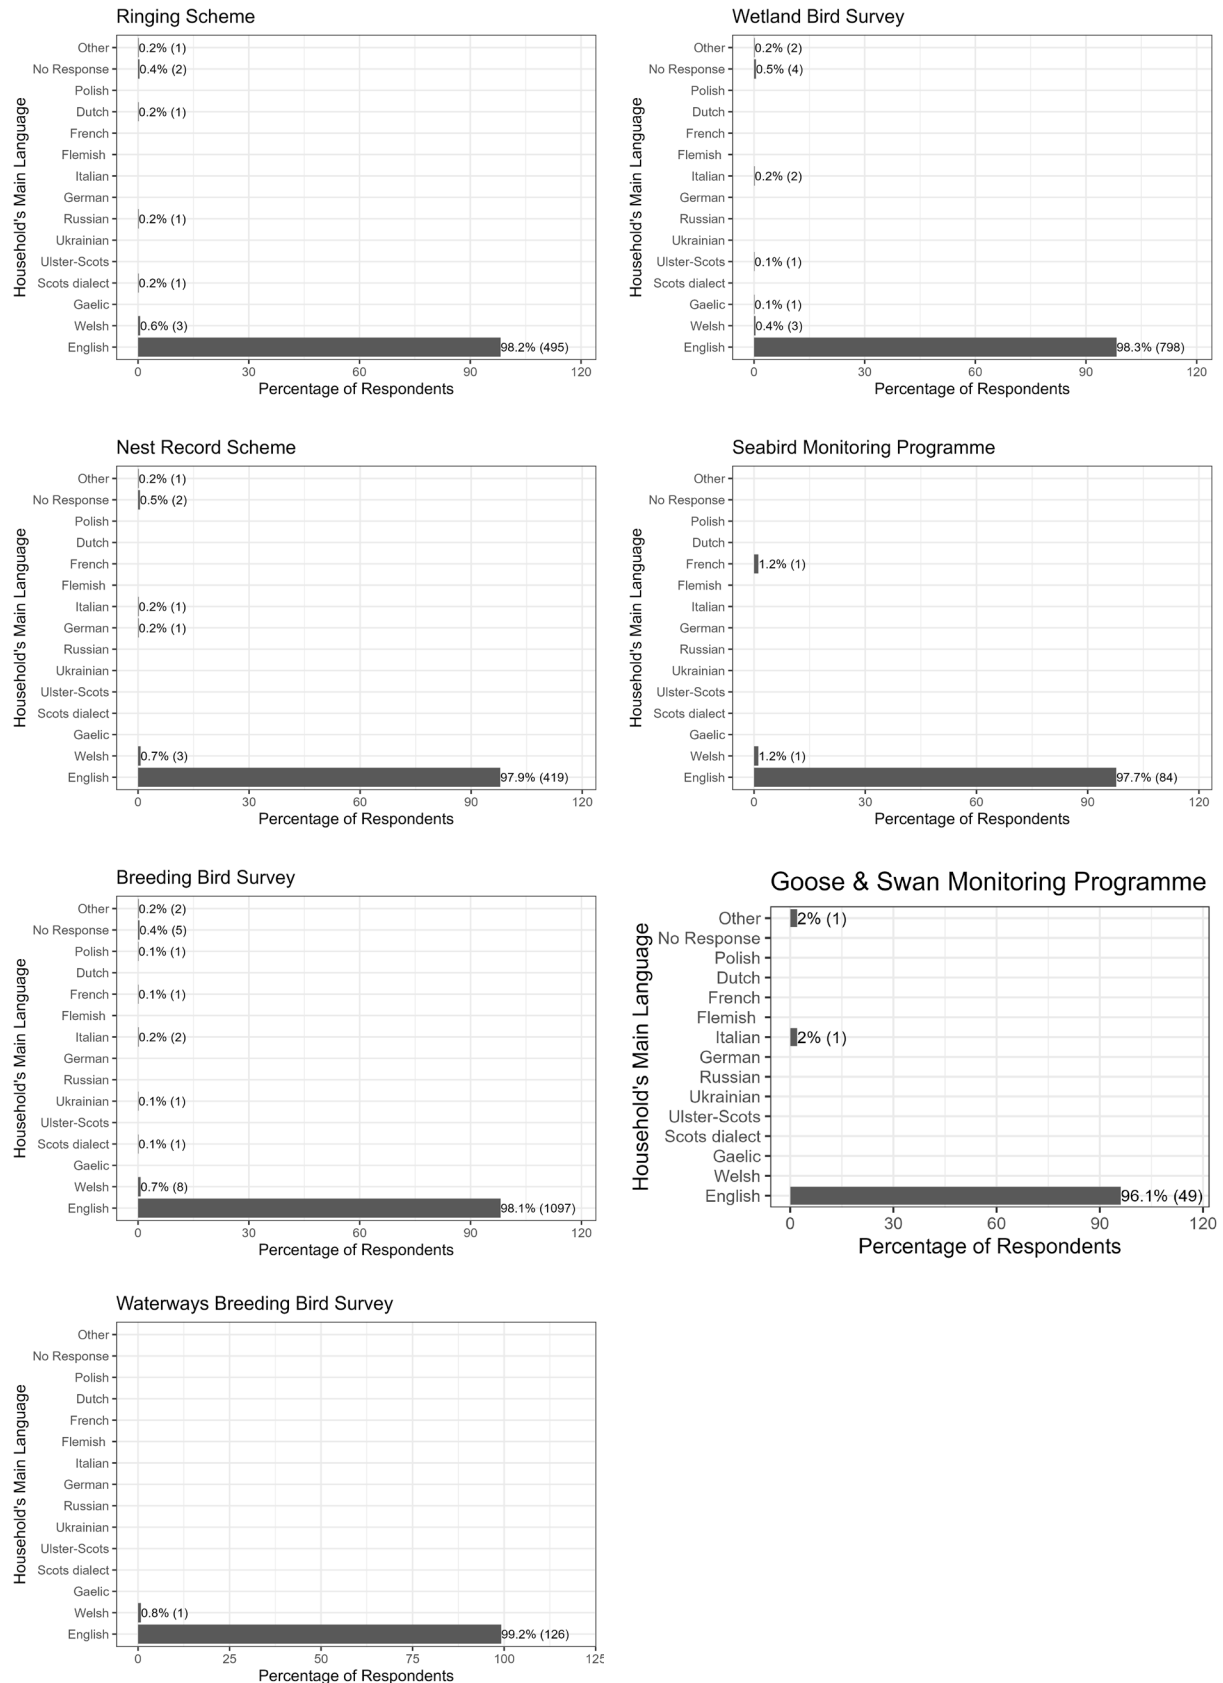 Ringing Scheme
Household's Main Language
Other 0.2% (1)
No Response 0.4% (2)
Polish
Dutch 0.2% (1)
French
Flemish
Italian
German
Russian 0.2% (1)
Ukrainian
Ulster-Scots
Scots dialect 0.2% (1)
Gaelic
Welsh 0.6% (3)
English 98.2% (495)
0 30 60 90 120
Percentage of Respondents
Wetland Bird Survey
Household's Main Language
Other 0.2% (2)
No Response 0.5% (4)
Polish
Dutch
French
Flemish
Italian 0.2% (2)
German
Russian
Ukrainian
Ulster-Scots 0.1% (1)
Scots dialect
Gaelic 0.1% (1)
Welsh 0.4% (3)
English 98.3% (798)
0 30 60 90 120
Percentage of Respondents
Nest Record Scheme
Household's Main Language
Other 0.2% (1)
No Response 0.5% (2)
Polish
Dutch
French
Flemish
Italian 0.2% (1)
German 0.2% (1)
Russian
Ukrainian
Ulster-Scots
Scots dialect
Gaelic
Welsh 0.7% (3)
English 97.9% (419)
0 30 60 90 120
Percentage of Respondents
Seabird Monitoring Programme
Household's Main Language
Other
No Response
Polish
Dutch
French 1.2% (1)
Flemish
Italian
German
Russian
Ukrainian
Ulster-Scots
Scots dialect
Gaelic
Welsh 1.2% (1)
English 97.7% (84)
0 30 60 90 120
Percentage of Respondents
Breeding Bird Survey
Household's Main Language
Other 0.2% (2)
No Response 0.4% (5)
Polish 0.1% (1)
Dutch
French 0.1% (1)
Flemish
Italian 0.2% (2)
German
Russian
Ukrainian 0.1% (1)
Ulster-Scots
Scots dialect 0.1% (1)
Gaelic
Welsh 0.7% (8)
English 98.1% (1097)
0 30 60 90 120
Percentage of Respondents
Goose & Swan Monitoring Programme
Household's Main Language
Other 2% (1)
No Response
Polish
Dutch
French
Flemish
Italian 2% (1)
German
Russian
Ukrainian
Ulster-Scots
Scots dialect
Gaelic
Welsh
English 96.1% (49)
0 30 60 90 120
Percentage of Respondents
Waterways Breeding Bird Survey
Household's Main Language
Other
No Response
Polish
Dutch
French
Flemish
Italian
German
Russian
Ukrainian
Ulster-Scots
Scots dialect
Gaelic
Welsh 0.8% (1)
English 99.2% (126)
0 25 50 75 100 125
Percentage of Respondents